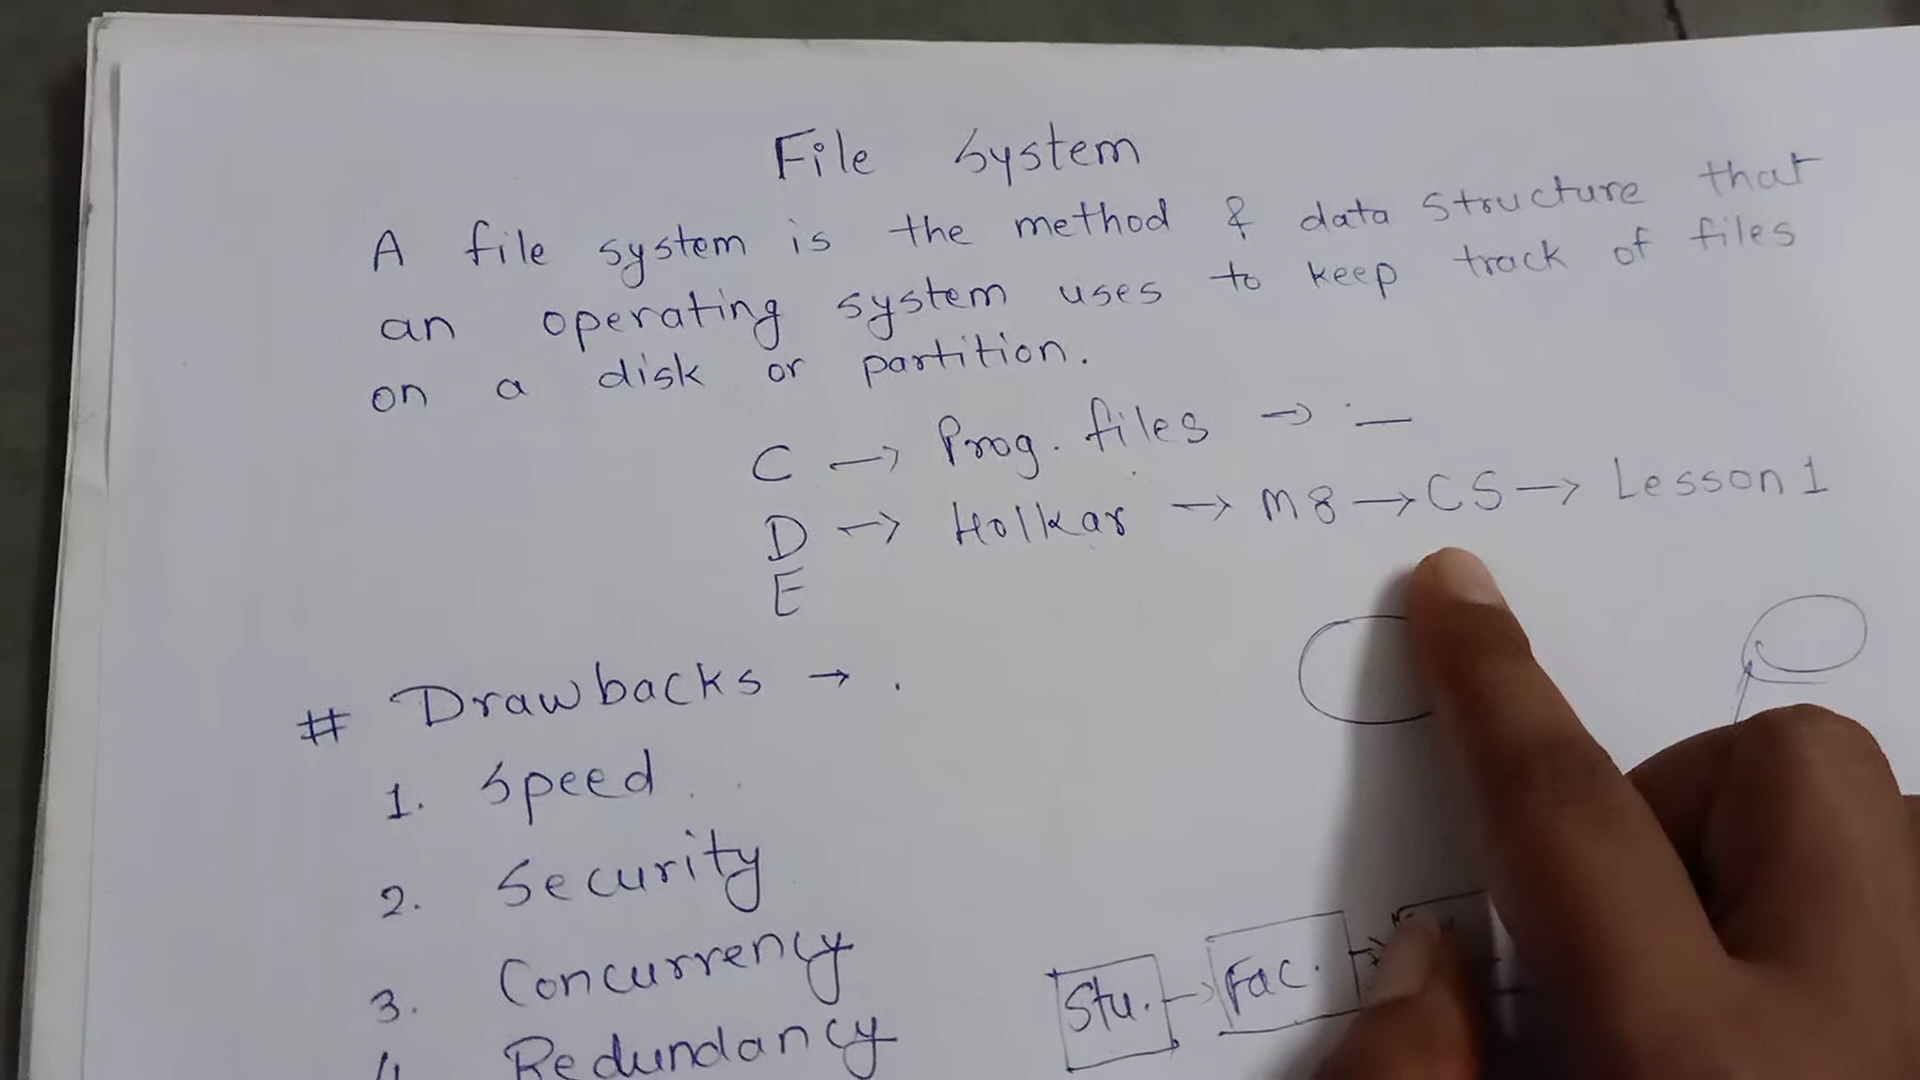 File System
A file system is the method & data structure that
an operating system uses to keep track of files
on a disk or partition.
C → Prog. files → —
D → Holkar → M8 → CS → Lesson 1
E
# Drawbacks →
1. Speed
2. Security
3. Concurrency
4. Redundancy
Stu. → Fac. →